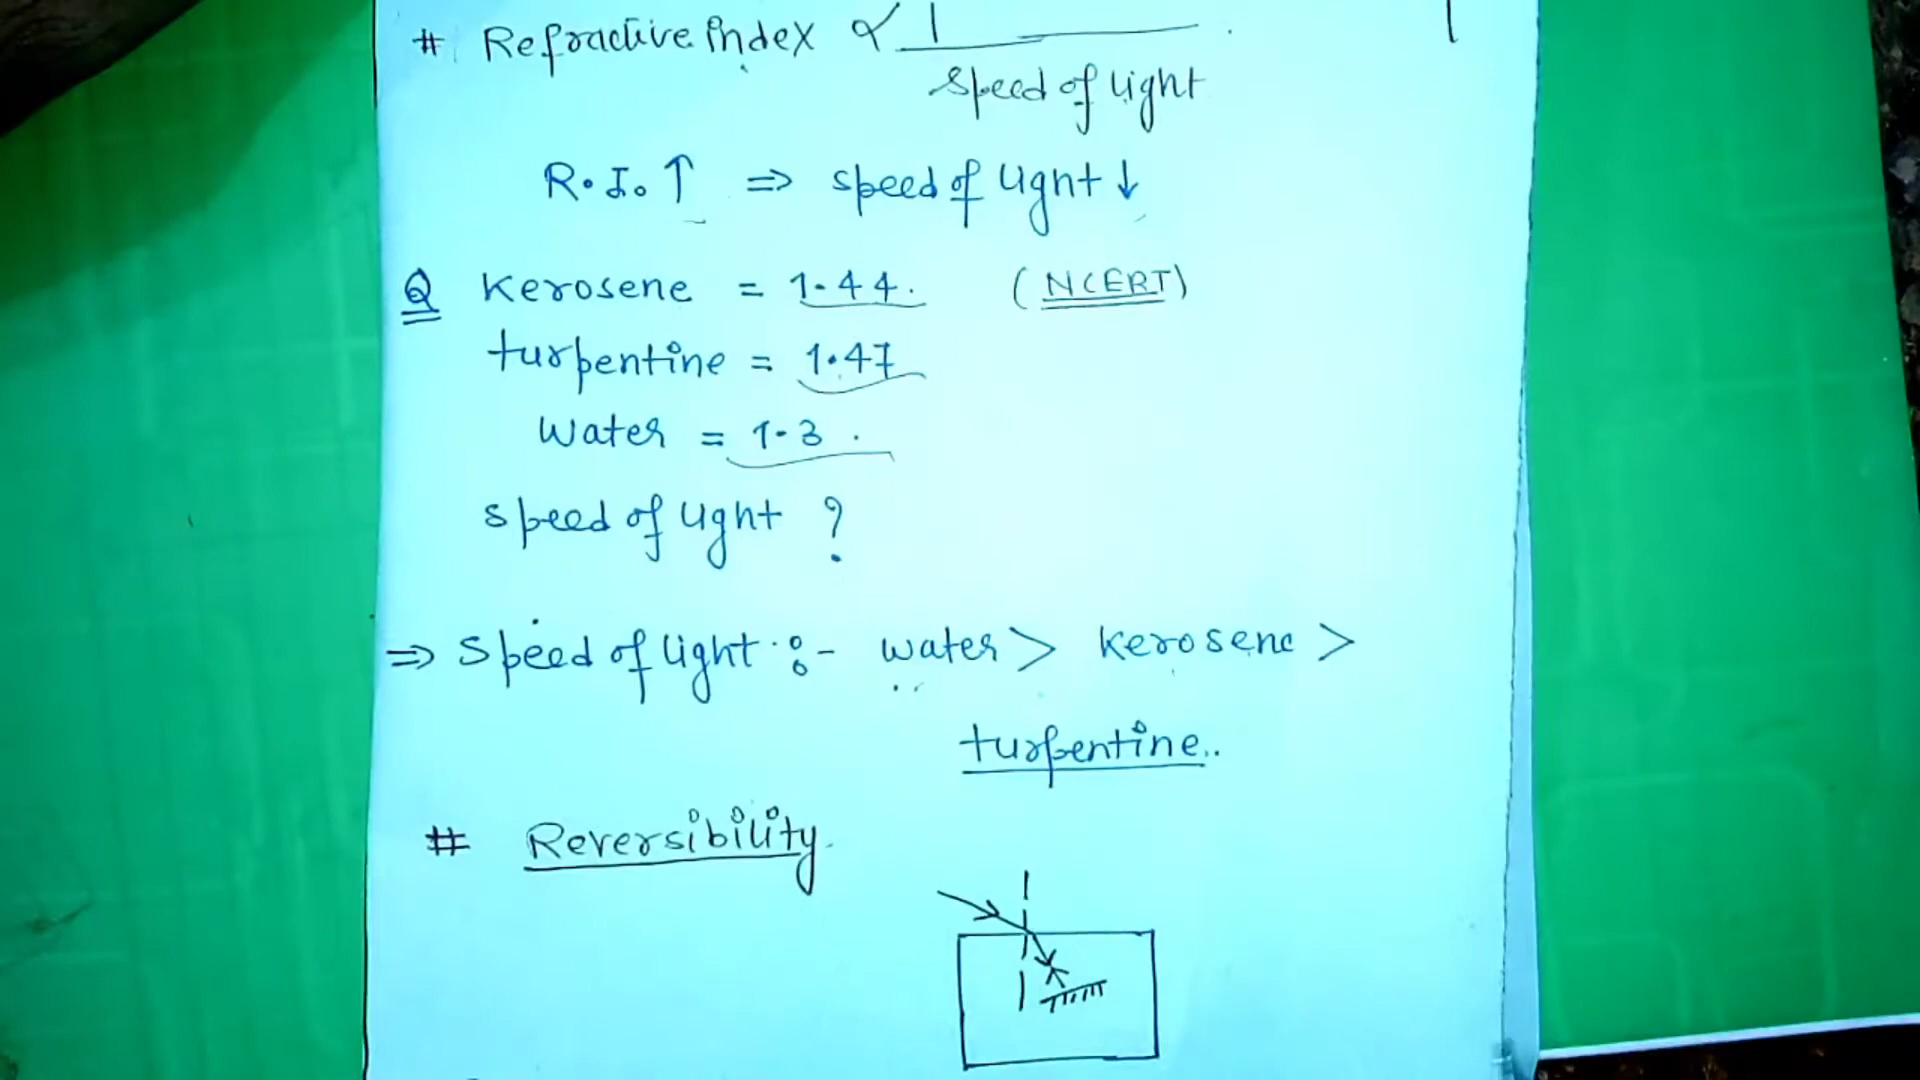 # Refractive index ∝ 1
speed of light
R.I. ↑ ⇒ speed of light ↓
Q kerosene = 1.44. (NCERT)
turpentine = 1.47
water = 1.3.
speed of light ?
⇒ speed of light :- water > kerosene >
turpentine..
# Reversibility.